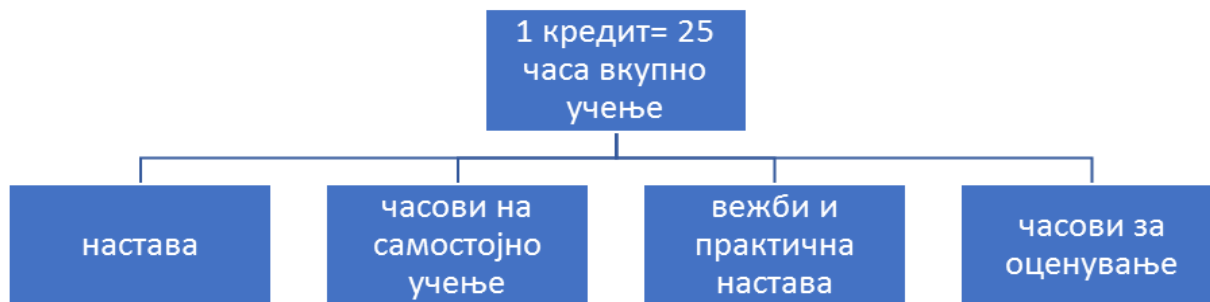 1 кредит= 25
часа вкупно
учење
настава
часови на
самостојно
учење
вежби и
практична
настава
часови за
оценување